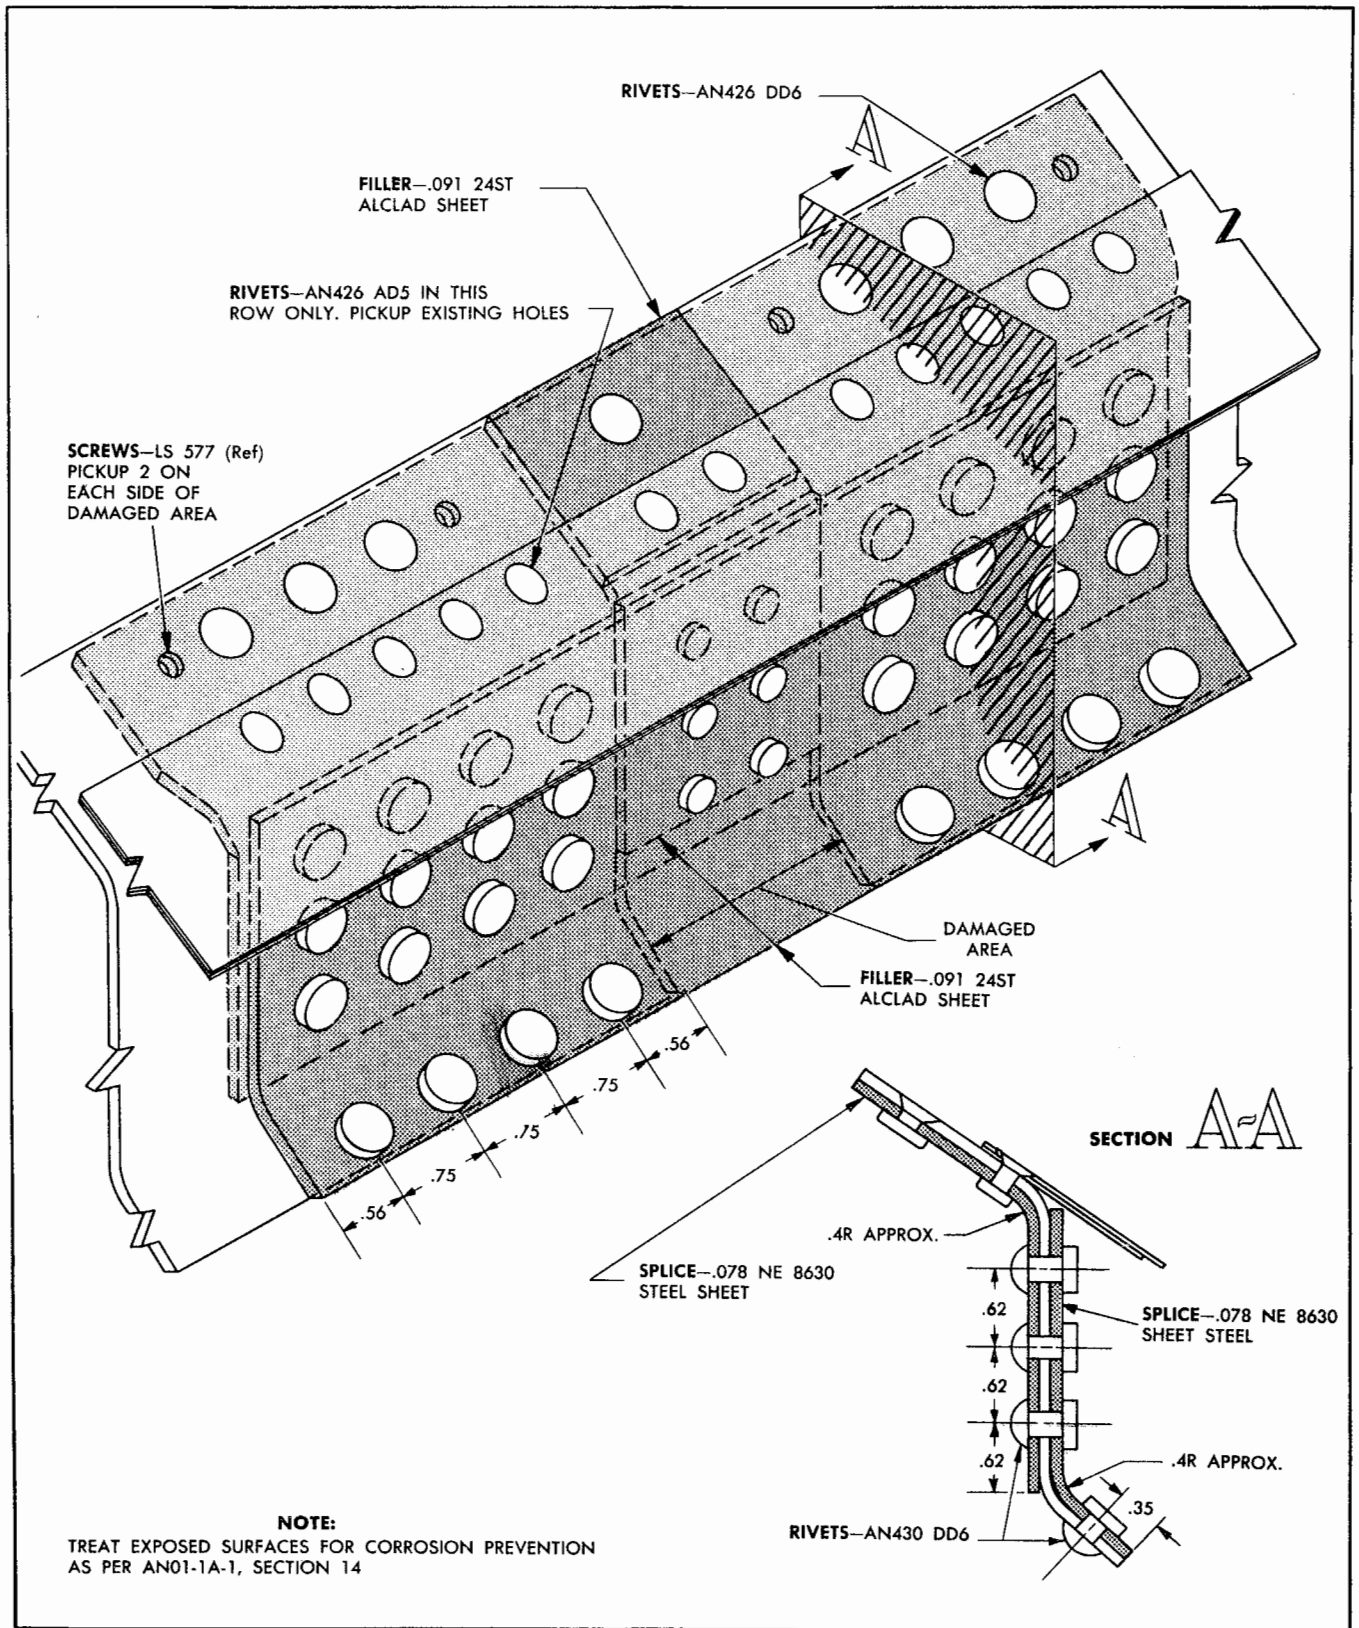 RIVETS—AN426 DD6
A
FILLER—.091 24ST
ALCLAD SHEET
RIVETS—AN426 AD5 IN THIS
ROW ONLY. PICKUP EXISTING HOLES
SCREWS—LS 577 (Ref)
PICKUP 2 ON
EACH SIDE OF
DAMAGED AREA
A
DAMAGED
AREA
FILLER—.091 24ST
ALCLAD SHEET
.56
.75
.75
.75
.56
SECTION A-A
.4R APPROX.
SPLICE—.078 NE 8630
STEEL SHEET
.62
SPLICE—.078 NE 8630
SHEET STEEL
.62
.62
.4R APPROX.
.35
RIVETS—AN430 DD6
NOTE:
TREAT EXPOSED SURFACES FOR CORROSION PREVENTION
AS PER AN01-1A-1, SECTION 14